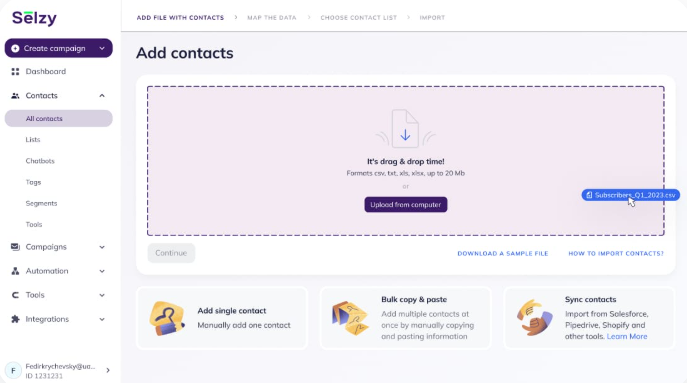 Selzy
ADD FILE WITH CONTACTS > MAP THE DATA > CHOOSE CONTACT LIST > IMPORT
Create campaign
Dashboard
Contacts
All contacts
Lists
Chatbots
Tags
Segments
Tools
Campaigns
Automation
Tools
Integrations
Fedirkrychevsky@ua...
ID 1231231
F
Add contacts
It's drag & drop time!
Formats csv, txt, xls, xlsx, up to 20 Mb
or
Upload from computer
Subscribers_Q1_2023.csv
Continue
DOWNLOAD A SAMPLE FILE
HOW TO IMPORT CONTACTS?
Add single contact
Manually add one contact
Bulk copy & paste
Add multiple contacts at
once by manually copying
and posting information
Sync contacts
Import from Salesforce,
Pipedrive, Shopify and
other tools. Learn More